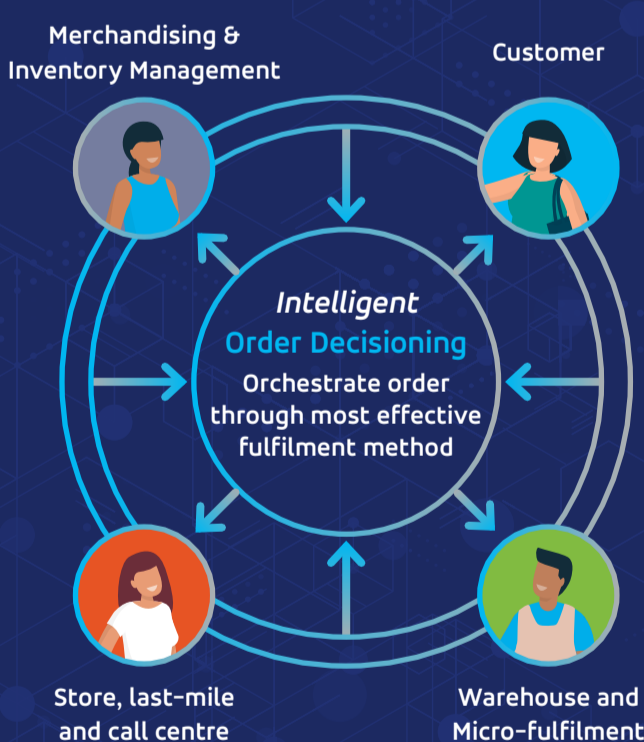 Merchandising &
Inventory Management
Customer
Intelligent
Order Decisioning
Orchestrate order
through most effective
fulfilment method
Store, last-mile
and call centre
Warehouse and
Micro-fulfilment